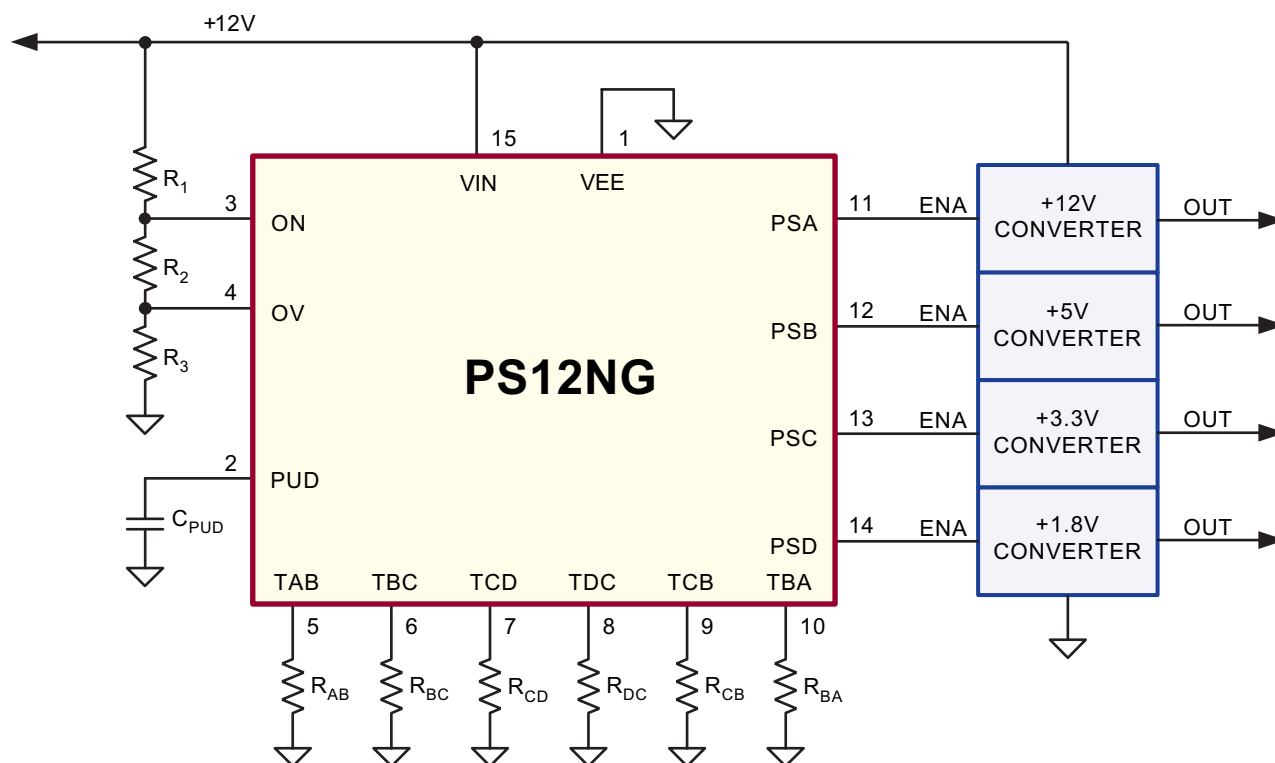 +12V
15
1
VIN
VEE
R1
3
ON
R2
4
OV
R3
2
PUD
CPUD
PS12NG
PSA
11
ENA
+12V
CONVERTER
OUT
PSB
12
ENA
+5V
CONVERTER
OUT
PSC
13
ENA
+3.3V
CONVERTER
OUT
PSD
14
ENA
+1.8V
CONVERTER
OUT
TAB
TBC
TCD
TDC
TCB
TBA
5
6
7
8
9
10
RAB
RBC
RCD
RDC
RCB
RBA